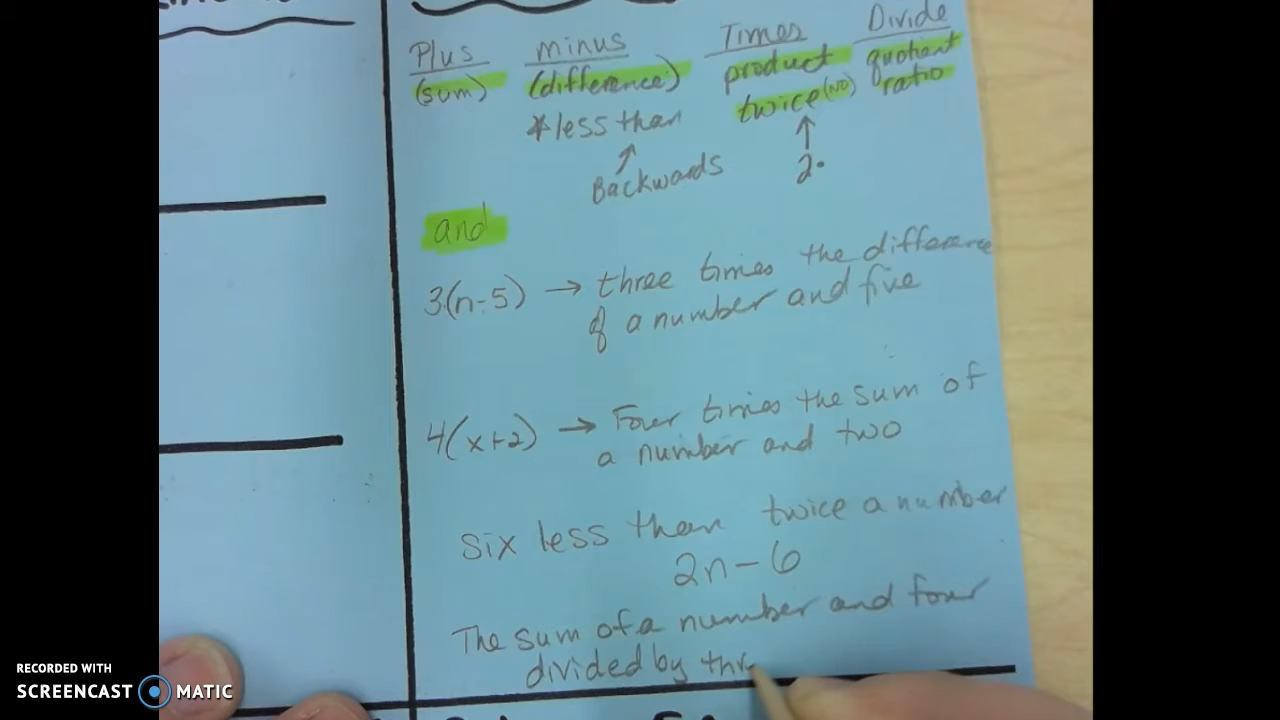 Plus minus Times Divide
(sum) (difference) product quotient
*less than twice (NO) ratio
Backwards 2·
and
3(n-5) → three times the difference
of a number and five
4(x+2) → Four times the sum of
a number and two
six less than twice a number
2n-6
The sum of a number and four
divided by thre
RECORDED WITH
SCREENCAST MATIC